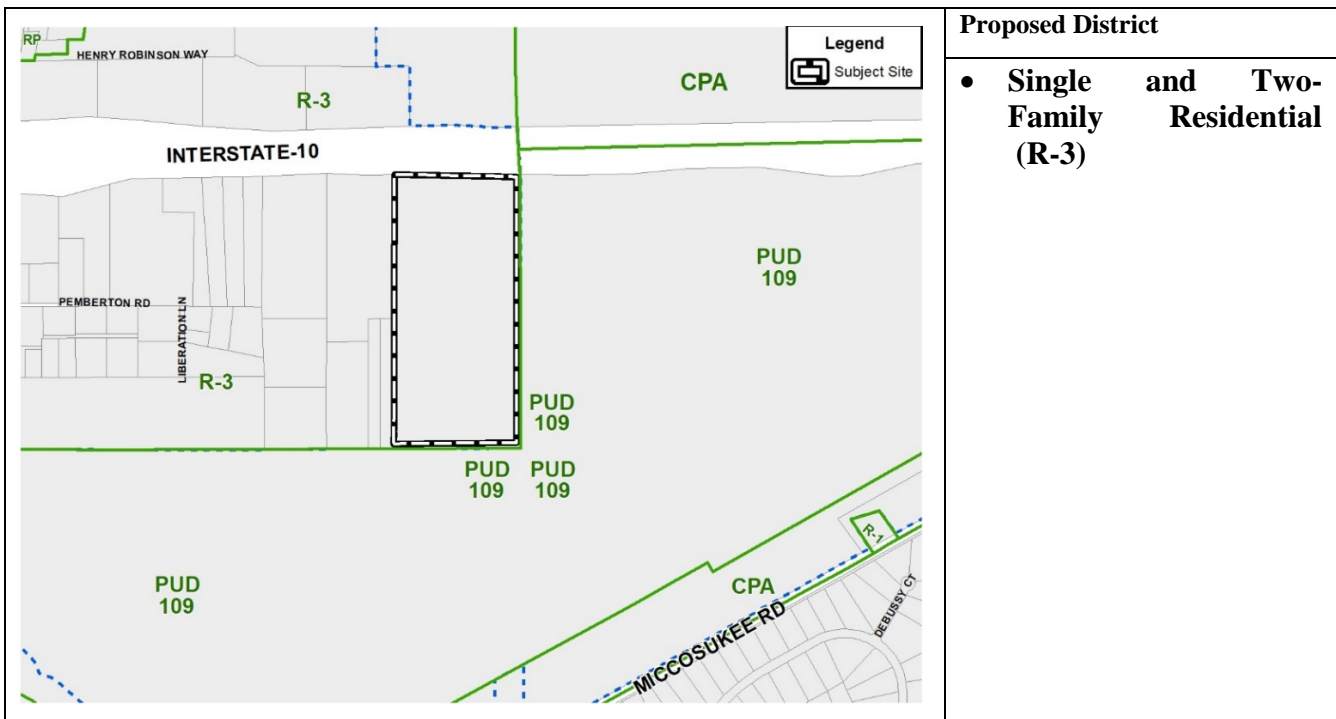 RP
HENRY ROBINSON WAY
R-3
CPA
Legend
Subject Site
INTERSTATE-10
PUD
109
PEMBERTON RD
LIBERATION LN
R-3
PUD
109
PUD
109
PUD
109
R-1
PUD
109
CPA
MICCOSUKEE RD
DEBUSSY CT
Proposed District
• Single and Two-
Family Residential
(R-3)